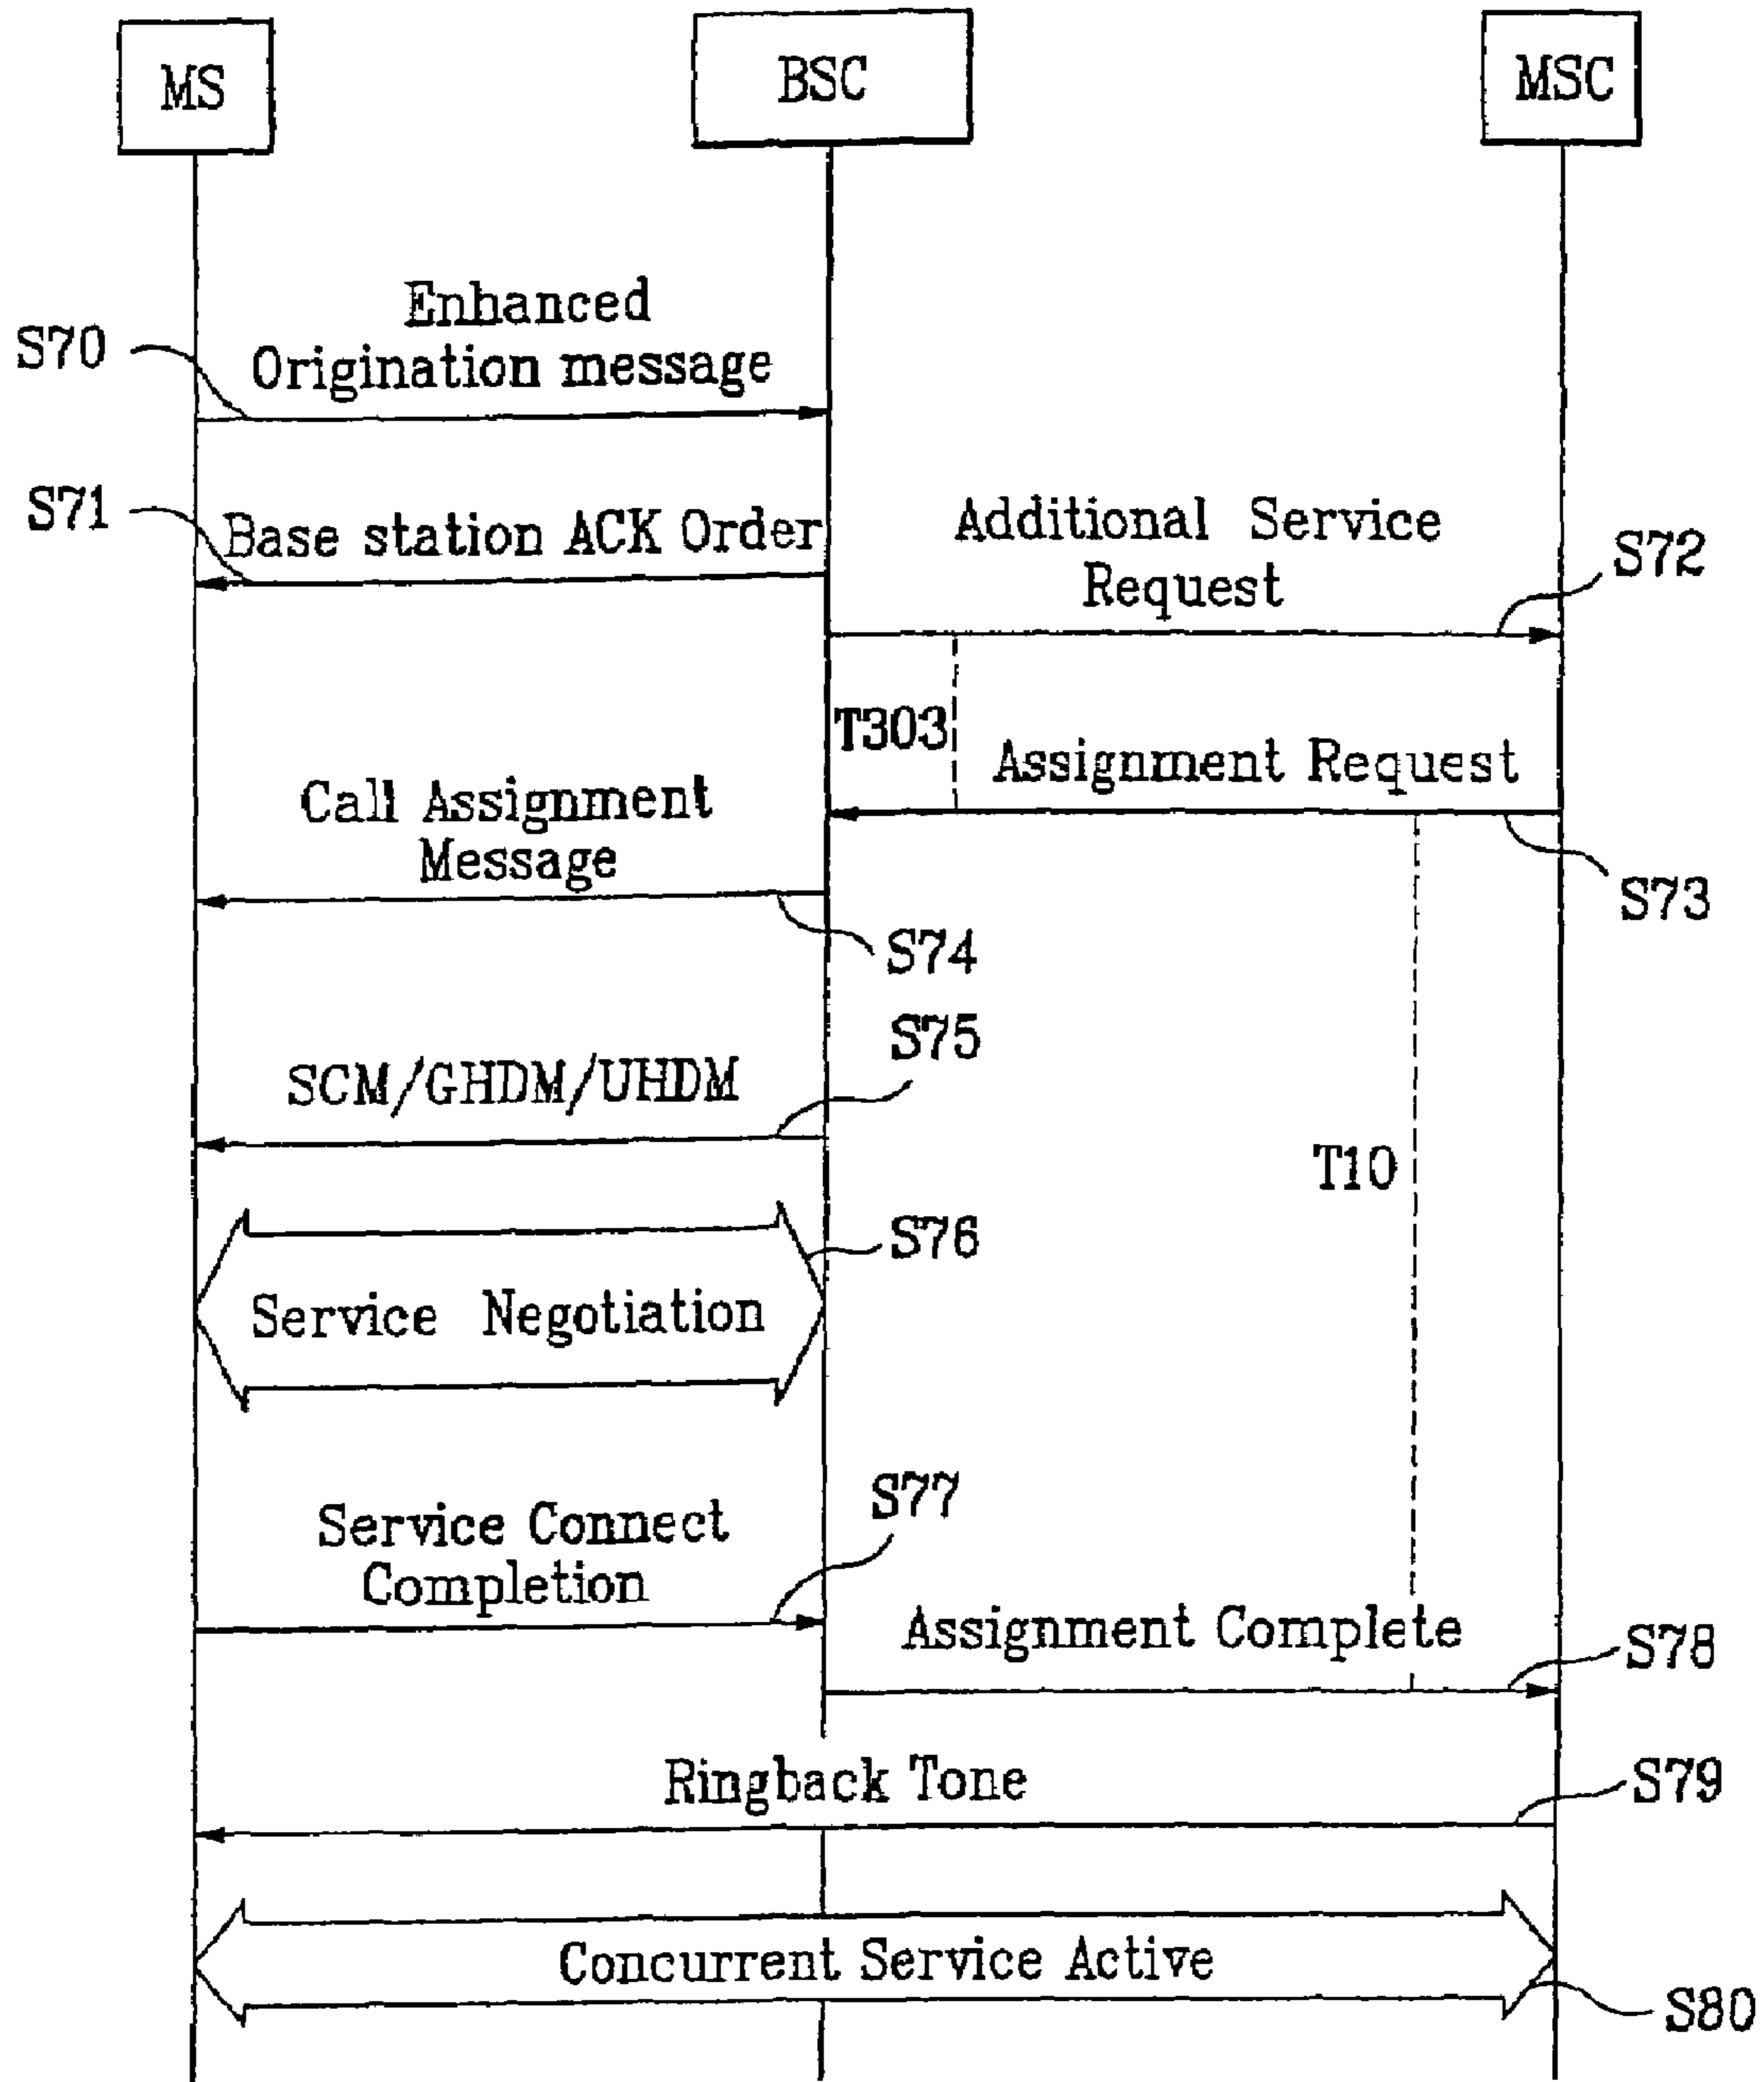 MS
BSC
MSC
Enhanced
Origination message
S70
S71
Base station ACK Order
Additional Service
Request
S72
T303
Assignment Request
S73
Call Assignment
Message
S74
S75
SCM/GHDM/UHDM
T10
S76
Service Negotiation
S77
Service Connect
Completion
Assignment Complete
S78
Ringback Tone
S79
Concurrent Service Active
S80